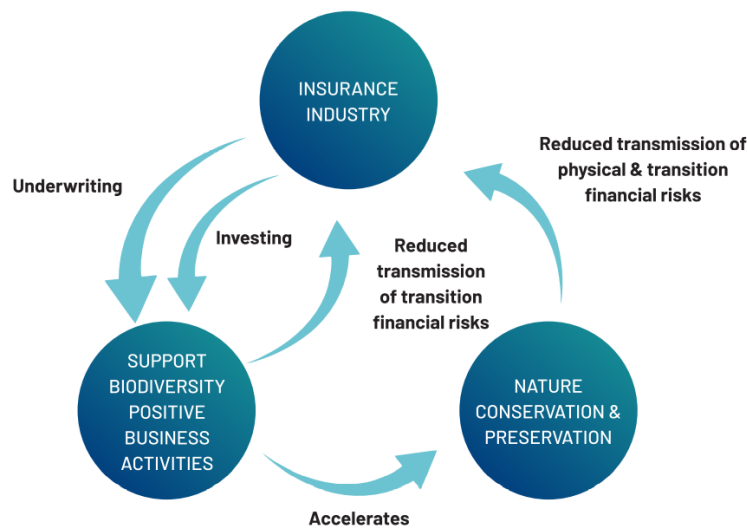 INSURANCE
INDUSTRY
Reduced transmission of
physical & transition
financial risks
Underwriting
Investing
Reduced
transmission
of transition
financial risks
SUPPORT
BIODIVERSITY
POSITIVE
BUSINESS
ACTIVITIES
NATURE
CONSERVATION &
PRESERVATION
Accelerates